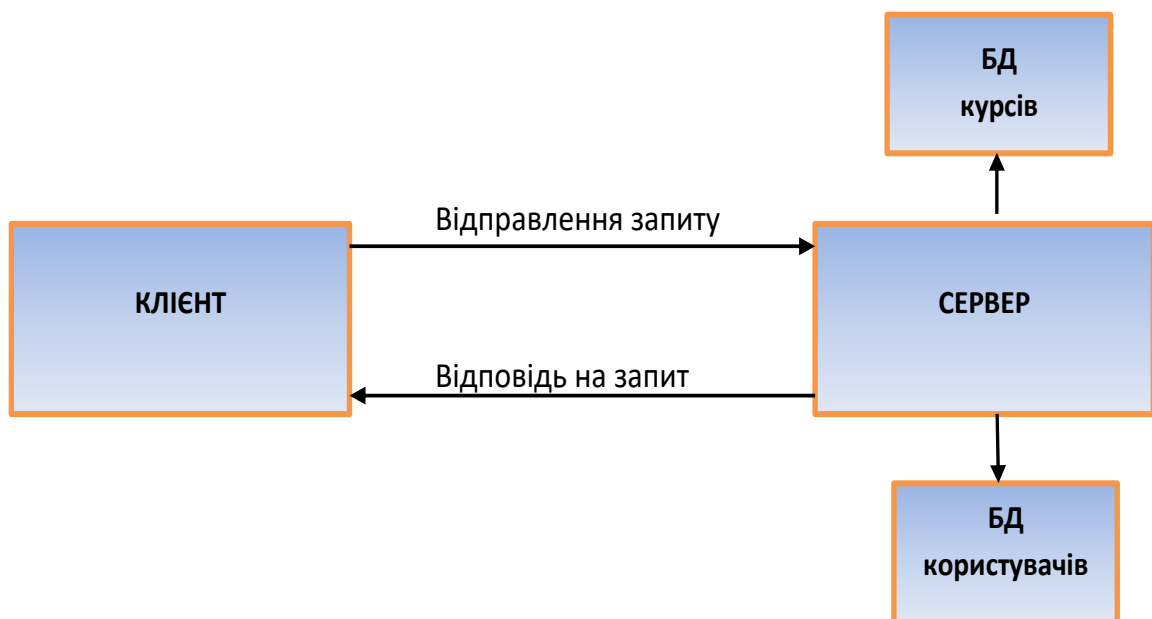 БД
курсів
Відправлення запиту
КЛІЄНТ
СЕРВЕР
Відповідь на запит
БД
користувачів